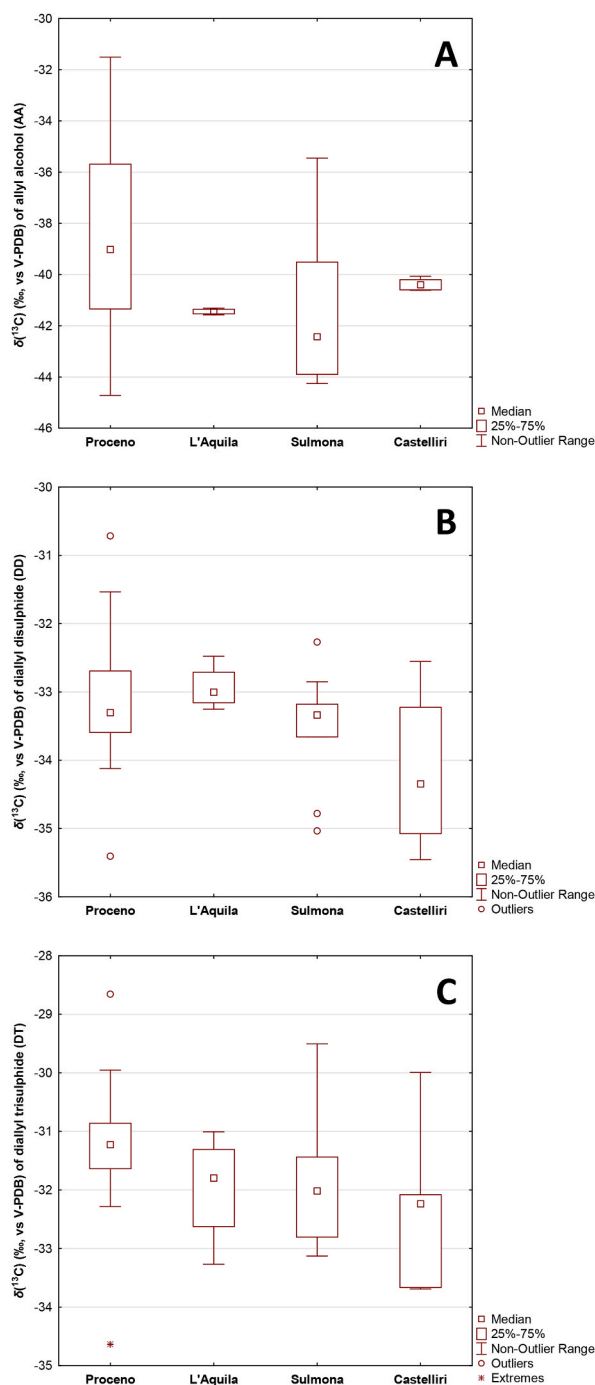 A
δ(¹³C) (‰, vs V-PDB) of allyl alcohol (AA)
-30
-32
-34
-36
-38
-40
-42
-44
-46
Proceno L'Aquila Sulmona Castelliri
Median
25%-75%
Non-Outlier Range
B
δ(¹³C) (‰, vs V-PDB) of diallyl disulphide (DD)
-30
-31
-32
-33
-34
-35
-36
Proceno L'Aquila Sulmona Castelliri
Median
25%-75%
Non-Outlier Range
Outliers
C
δ(¹³C) (‰, vs V-PDB) of diallyl trisulphide (DT)
-28
-29
-30
-31
-32
-33
-34
-35
Proceno L'Aquila Sulmona Castelliri
Median
25%-75%
Non-Outlier Range
Outliers
Extremes